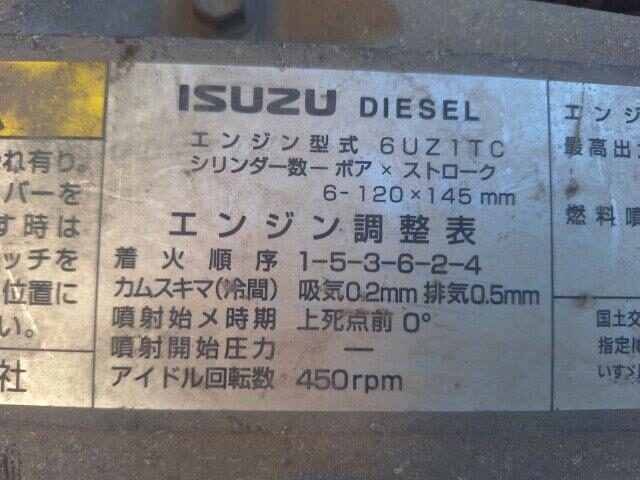 ISUZU DIESEL
エンジン型式 6UZ1TC
シリンダー数ーボア×ストローク
6-120×145mm
エンジン調整表
着火順序 1-5-3-6-2-4
カムスキマ(冷間) 吸気0.2mm 排気0.5mm
噴射始メ時期 上死点前 0°
噴射開始圧力 ―
アイドル回転数 450rpm
れ有り。
バーを
す時は
ッチを
位置に
い。
社
エンジ
最高出
燃料噴
国土交
指定
いすゞ